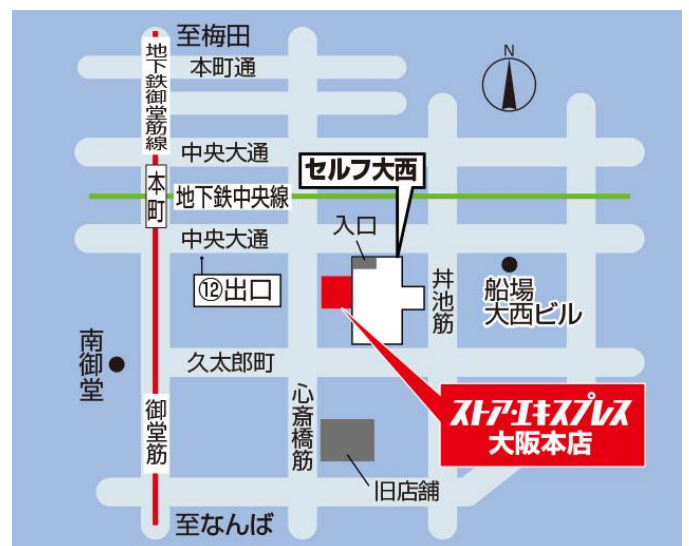 至梅田
本町通
N
地下鉄御堂筋線
中央大通
セルフ大西
本町
地下鉄中央線
中央大通
入口
⑫出口
丼池筋
船場
大西ビル
南御堂
久太郎町
心斎橋筋
御堂筋
ストア・エキスプレス
大阪本店
旧店舗
至なんば